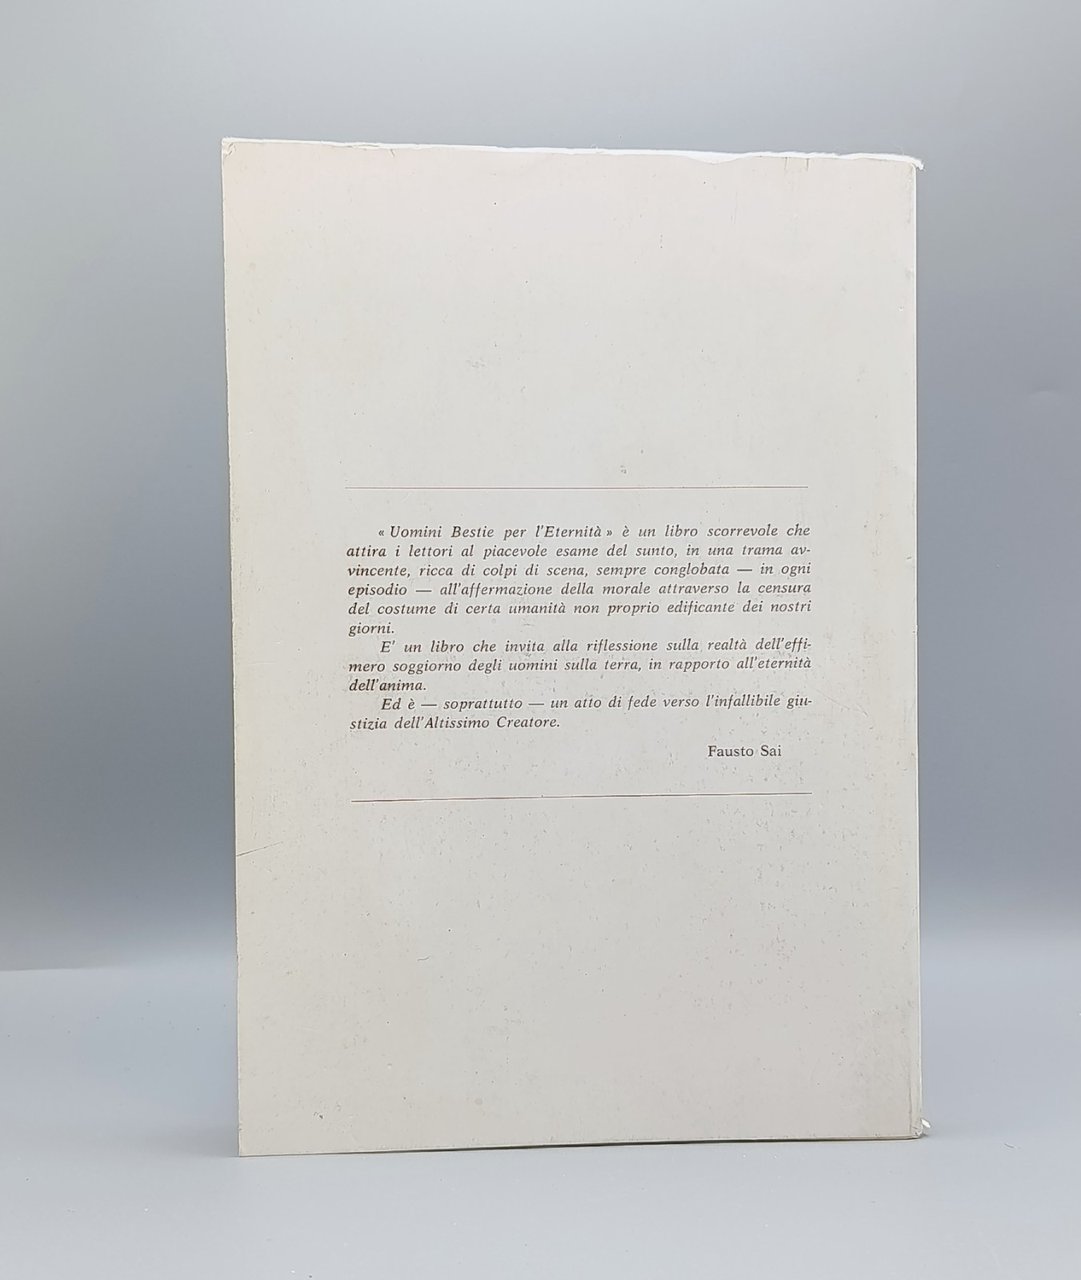 « Uomini Bestie per l'Eternità » è un libro scorrevole che
attira i lettori al piacevole esame del sunto, in una trama av-
vincente, ricca di colpi di scena, sempre conglobata — in ogni
episodio — all'affermazione della morale attraverso la censura
del costume di certa umanità non proprio edificante dei nostri
giorni.
E' un libro che invita alla riflessione sulla realtà dell'effi-
mero soggiorno degli uomini sulla terra, in rapporto all'eternità
dell'anima.
Ed è — soprattutto — un atto di fede verso l'infallibile giu-
stizia dell'Altissimo Creatore.
Fausto Sai